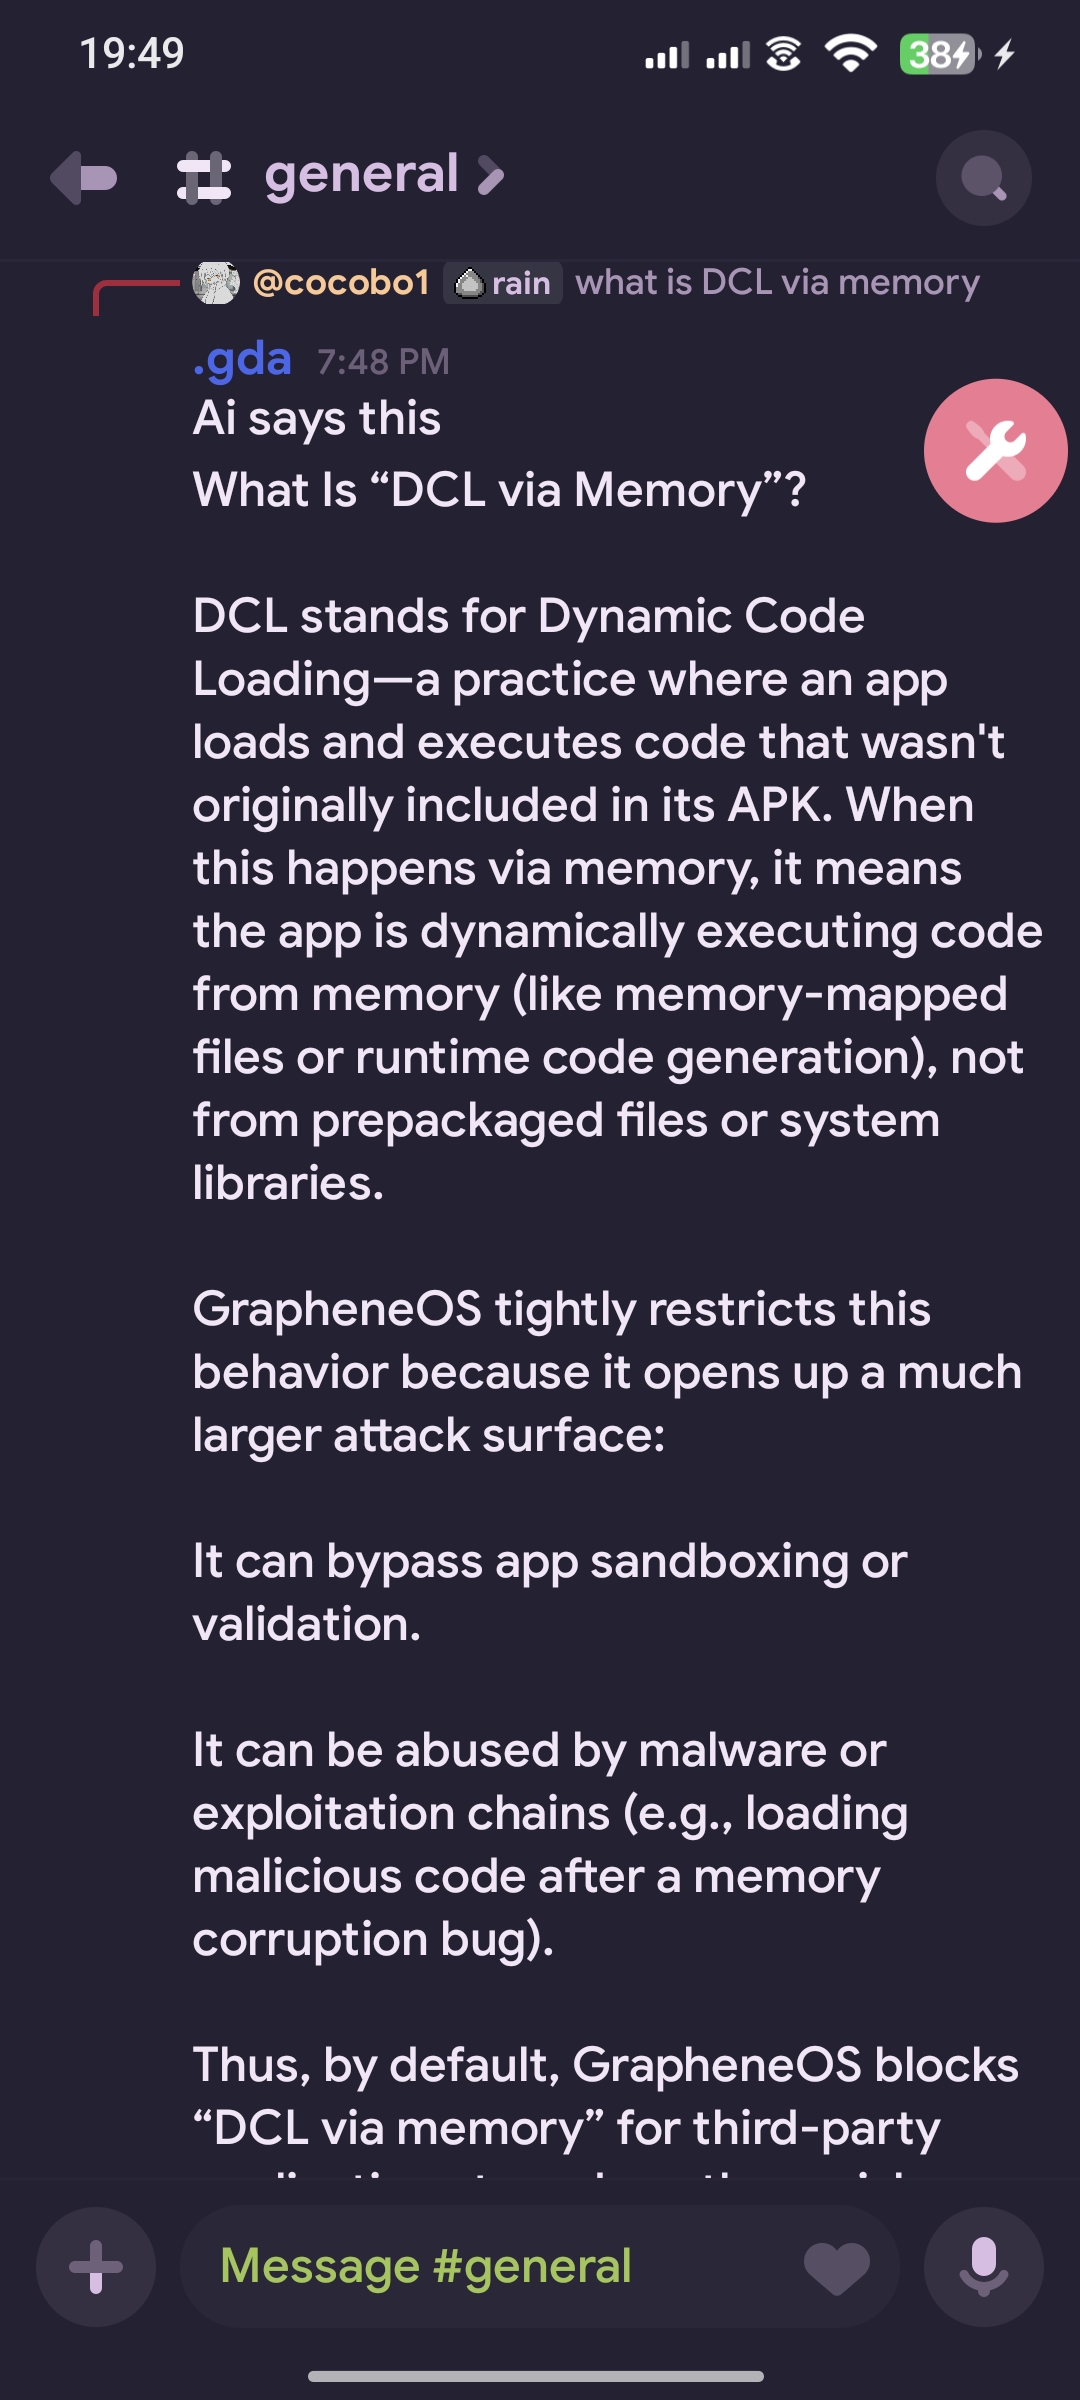 19:49
38
general
@cocobo1 rain what is DCL via memory
.gda 7:48 PM
Ai says this
What Is “DCL via Memory”?
DCL stands for Dynamic Code
Loading—a practice where an app
loads and executes code that wasn't
originally included in its APK. When
this happens via memory, it means
the app is dynamically executing code
from memory (like memory-mapped
files or runtime code generation), not
from prepackaged files or system
libraries.
GrapheneOS tightly restricts this
behavior because it opens up a much
larger attack surface:
It can bypass app sandboxing or
validation.
It can be abused by malware or
exploitation chains (e.g., loading
malicious code after a memory
corruption bug).
Thus, by default, GrapheneOS blocks
“DCL via memory” for third-party
Message #general